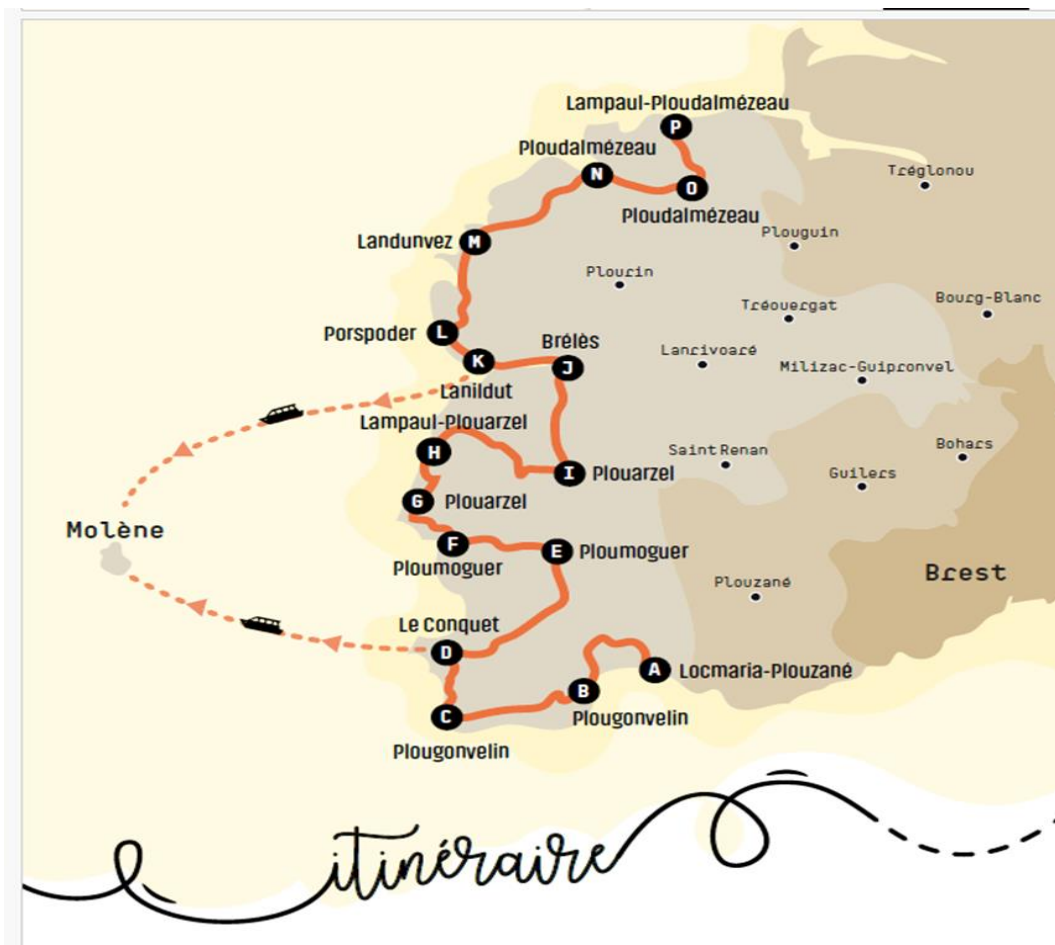 Lampaul-Ploudalmézeau
P
Ploudalmézeau
N
O
Ploudalmézeau
Tréglonou
Plouguin
Landunvez M
Plourin
Tréouergat
Bourg-Blanc
Porspoder L
Brélès
K
J
Lanrivoaré
Milizac-Guipronvel
Lanildut
Lampaul-Plouarzel
H
I Plouarzel
Saint Renan
Bohars
Guilers
G Plouarzel
Molène
F
Ploumoguer
E Ploumoguer
Plouzané
Brest
Le Conquet
D
A Locmaria-Plouzané
B
Plougonvelin
C
Plougonvelin
itinéraire